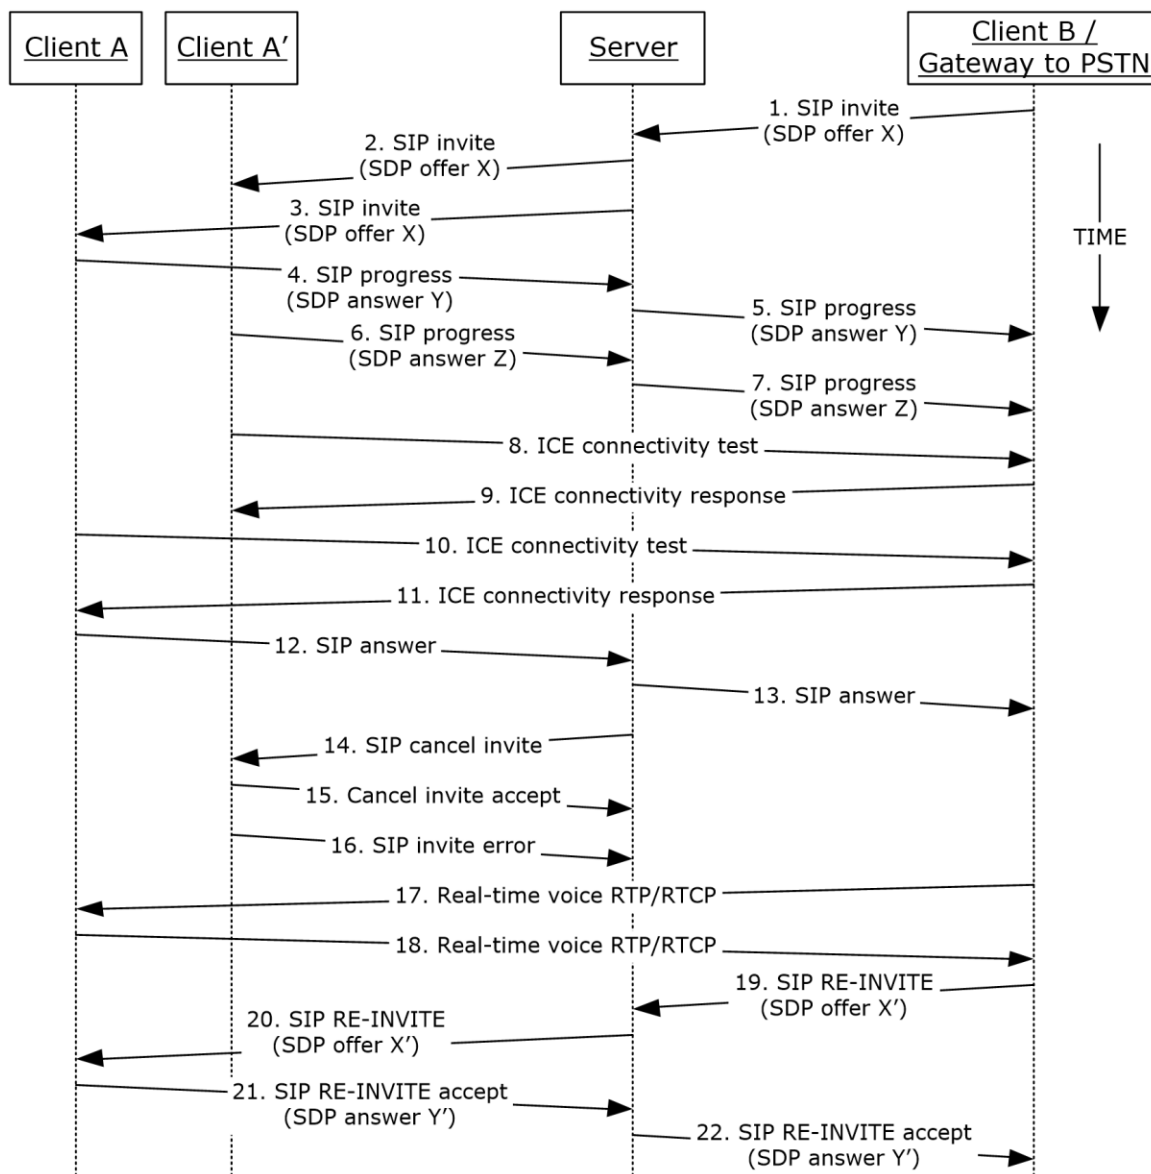 Client A
Client A′
Server
Client B /
Gateway to PSTN
1. SIP invite
(SDP offer X)
2. SIP invite
(SDP offer X)
3. SIP invite
(SDP offer X)
TIME
4. SIP progress
(SDP answer Y)
5. SIP progress
(SDP answer Y)
6. SIP progress
(SDP answer Z)
7. SIP progress
(SDP answer Z)
8. ICE connectivity test
9. ICE connectivity response
10. ICE connectivity test
11. ICE connectivity response
12. SIP answer
13. SIP answer
14. SIP cancel invite
15. Cancel invite accept
16. SIP invite error
17. Real-time voice RTP/RTCP
18. Real-time voice RTP/RTCP
19. SIP RE-INVITE
(SDP offer X′)
20. SIP RE-INVITE
(SDP offer X′)
21. SIP RE-INVITE accept
(SDP answer Y′)
22. SIP RE-INVITE accept
(SDP answer Y′)